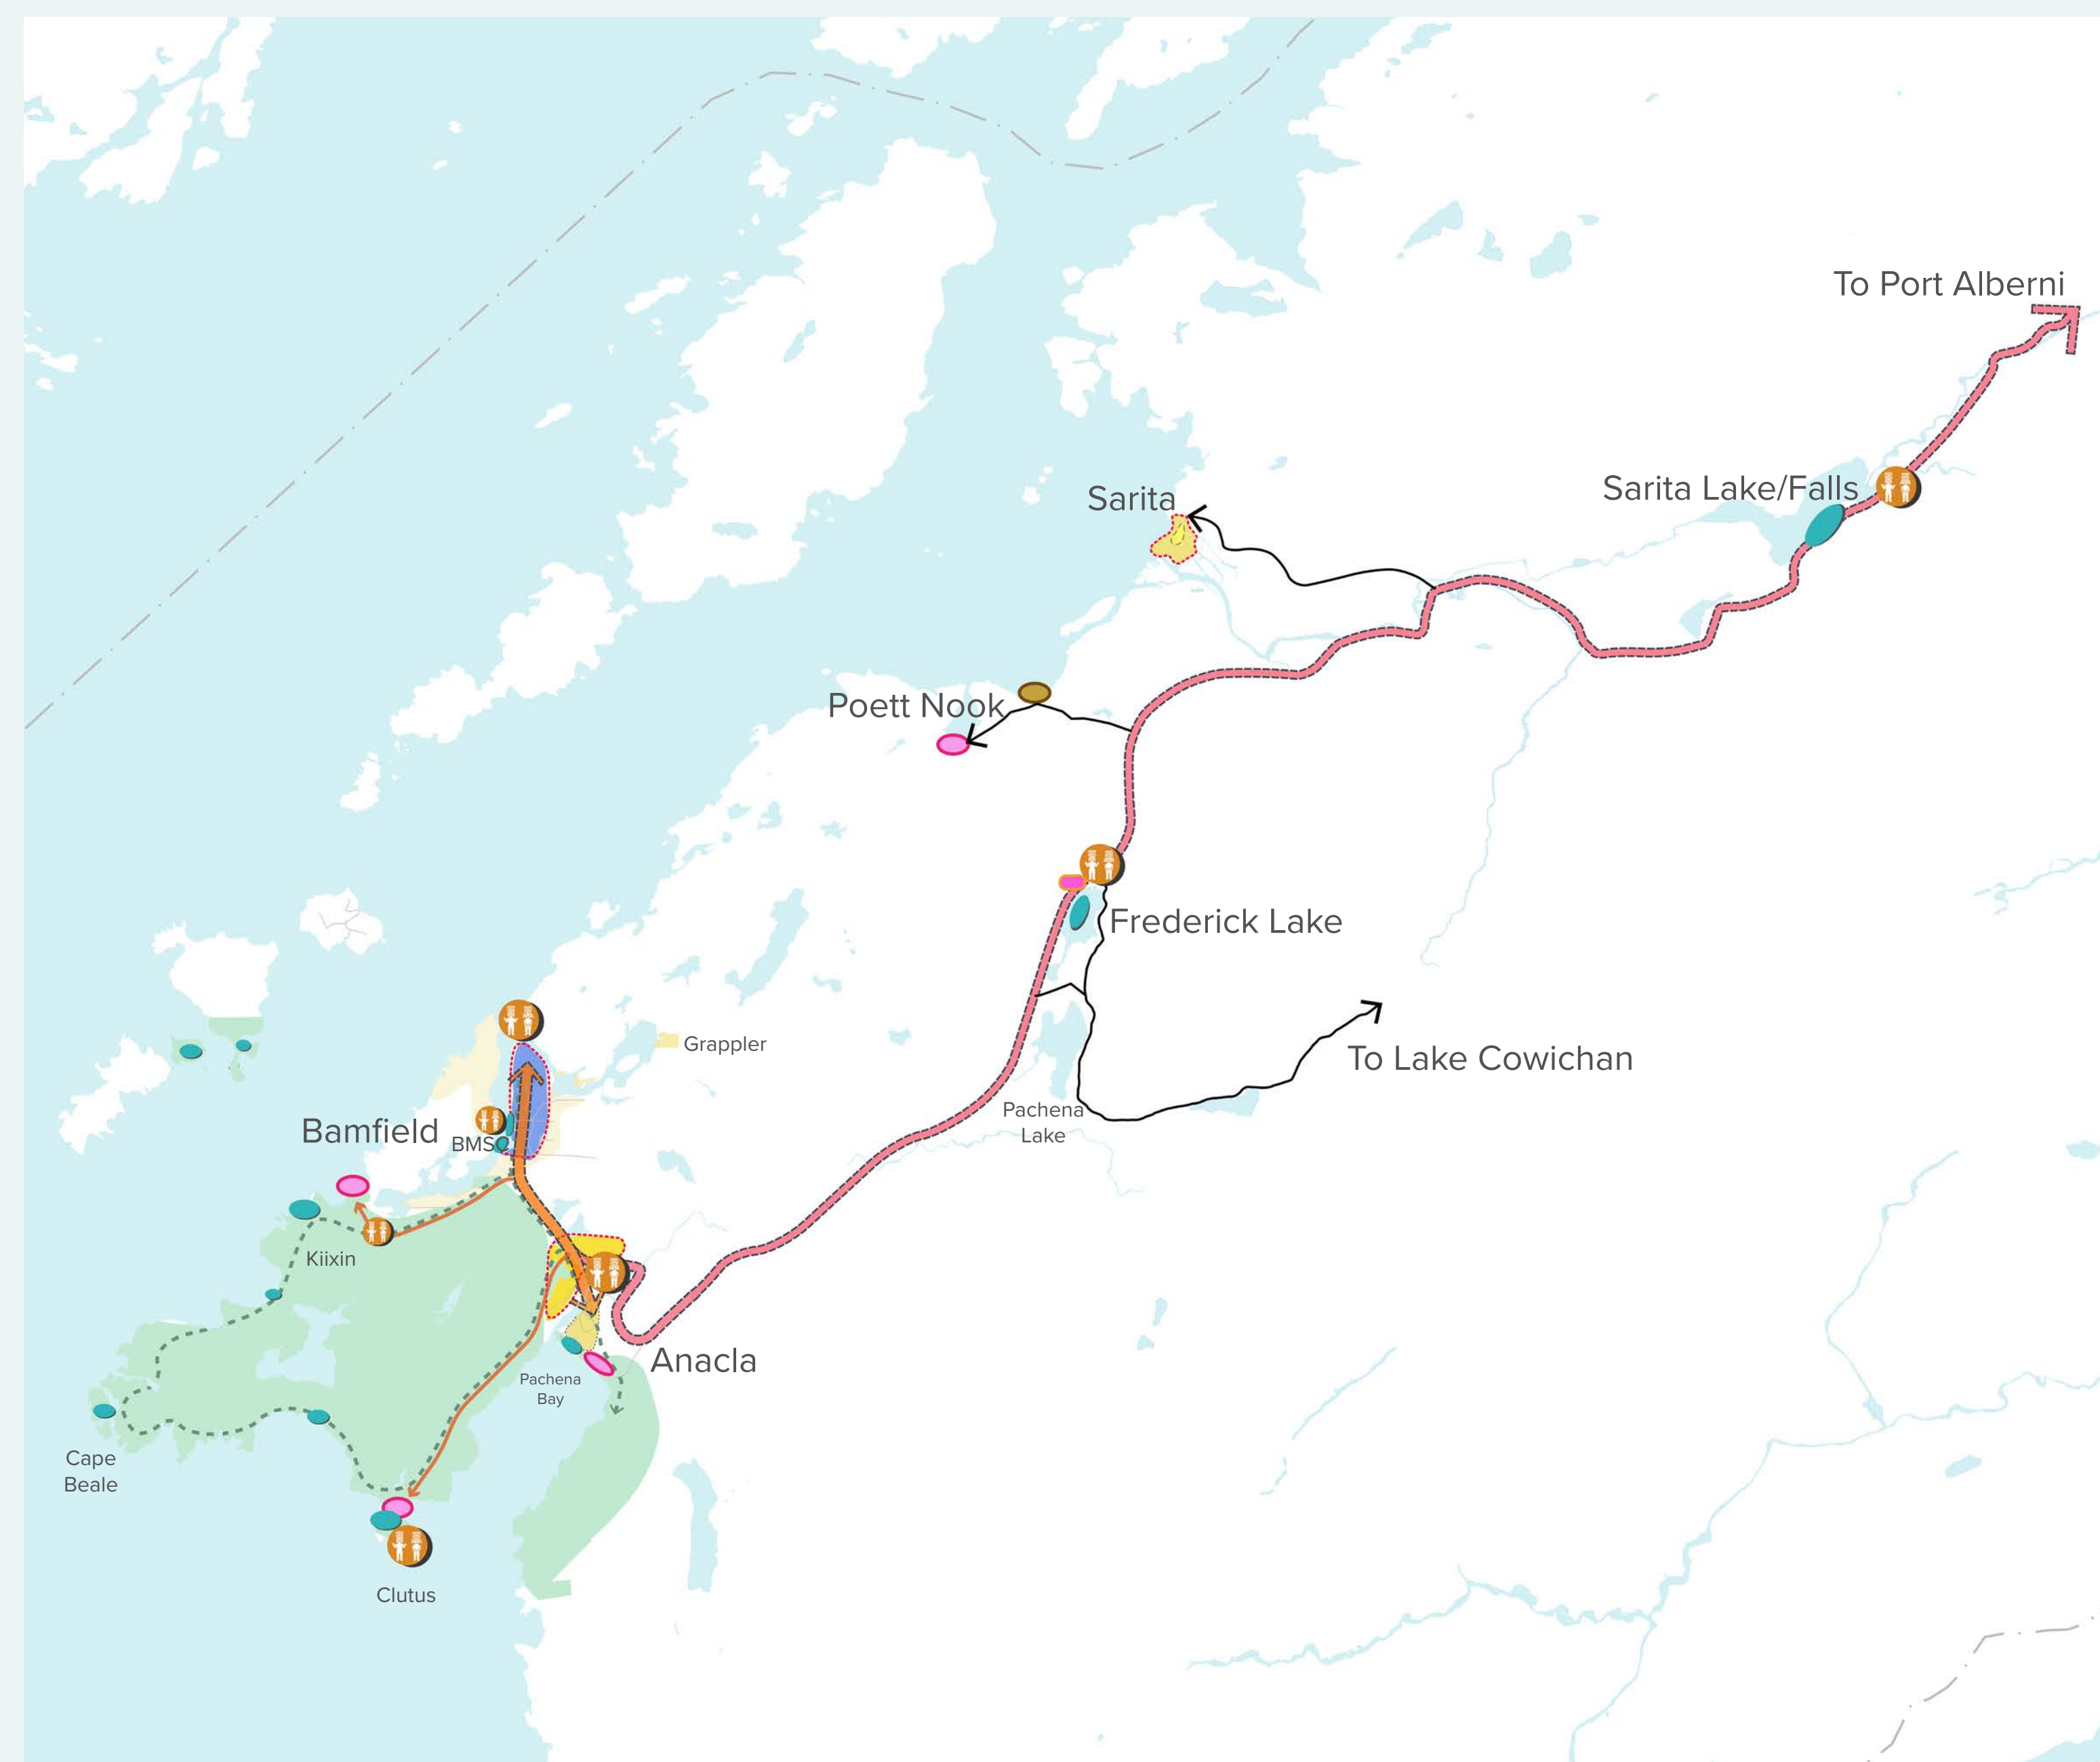 To Port Alberni
Sarita Lake/Falls
Sarita
Poett Nook
Frederick Lake
Grappler
To Lake Cowichan
Pachena
Lake
Bamfield
BMSC
Kiixin
Anacla
Pachena
Bay
Cape
Beale
Clutus